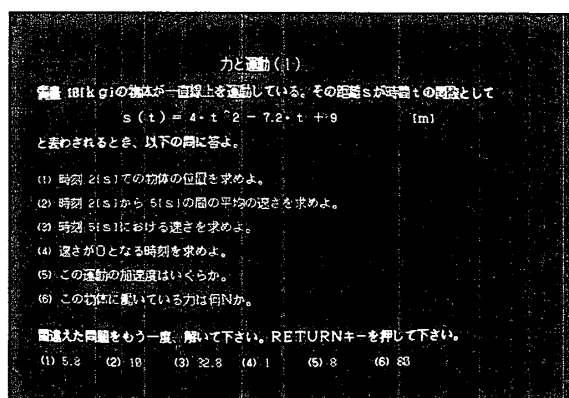 力と運動(1)
質量 10[kg]の物体が一直線上を運動している。その距離sが時間tの関数として
s(t)=4・t^2-7.2・t+9 [m]
と表わされるとき、以下の問に答よ。
(1) 時刻 2[s]での物体の位置を求めよ。
(2) 時刻 2[s]から 5[s]の間の平均の速さを求めよ。
(3) 時刻 5[s]における速さを求めよ。
(4) 速さが0となる時刻を求めよ。
(5) この運動の加速度はいくらか。
(6) この物体に働いている力は何Nか。
間違えた問題をもう一度、解いて下さい。RETURNキーを押して下さい。
(1) 5.2 (2) 10 (3) 32.8 (4) 1 (5) 8 (6)